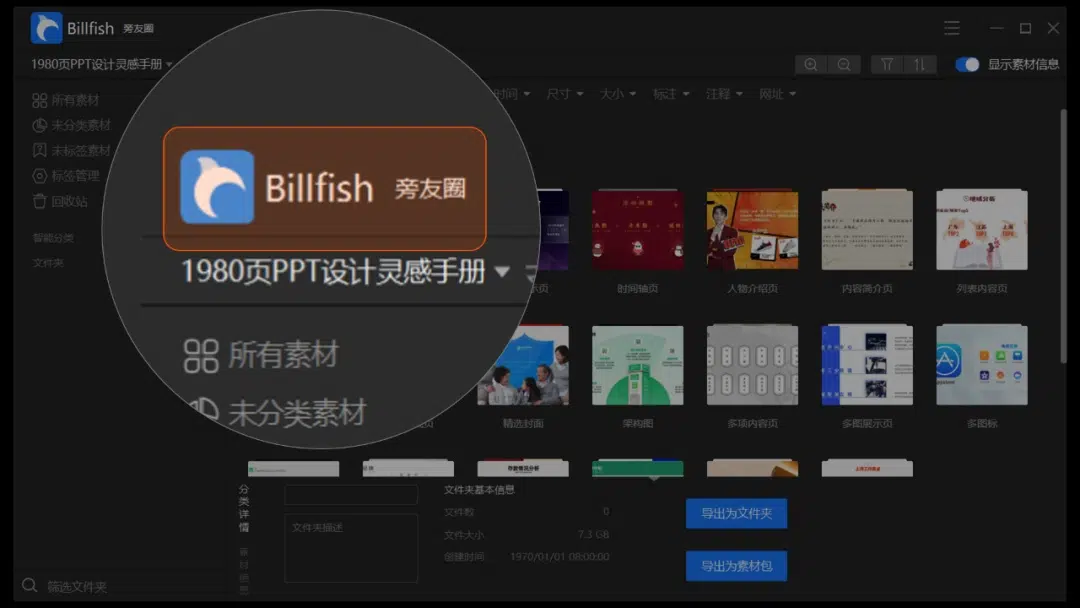 Billfish 旁友圈
1980页PPT设计灵感手册
显示素材信息
所有素材
未分类素材
未标签素材
标签管理
回收站
智能分类
文件夹
时间
尺寸
大小
标注
注释
网址
Billfish 旁友圈
1980页PPT设计灵感手册
所有素材
未分类素材
时间轴页
人物介绍页
内容简介页
列表内容页
精选封面
架构图
多项内容页
多图展示页
多图标
分类详情
文件夹描述
文件夹基本信息
文件数 0
文件大小 7.3 GB
创建时间 1970/01/01 08:00:00
导出为文件夹
导出为素材包
筛选文件夹